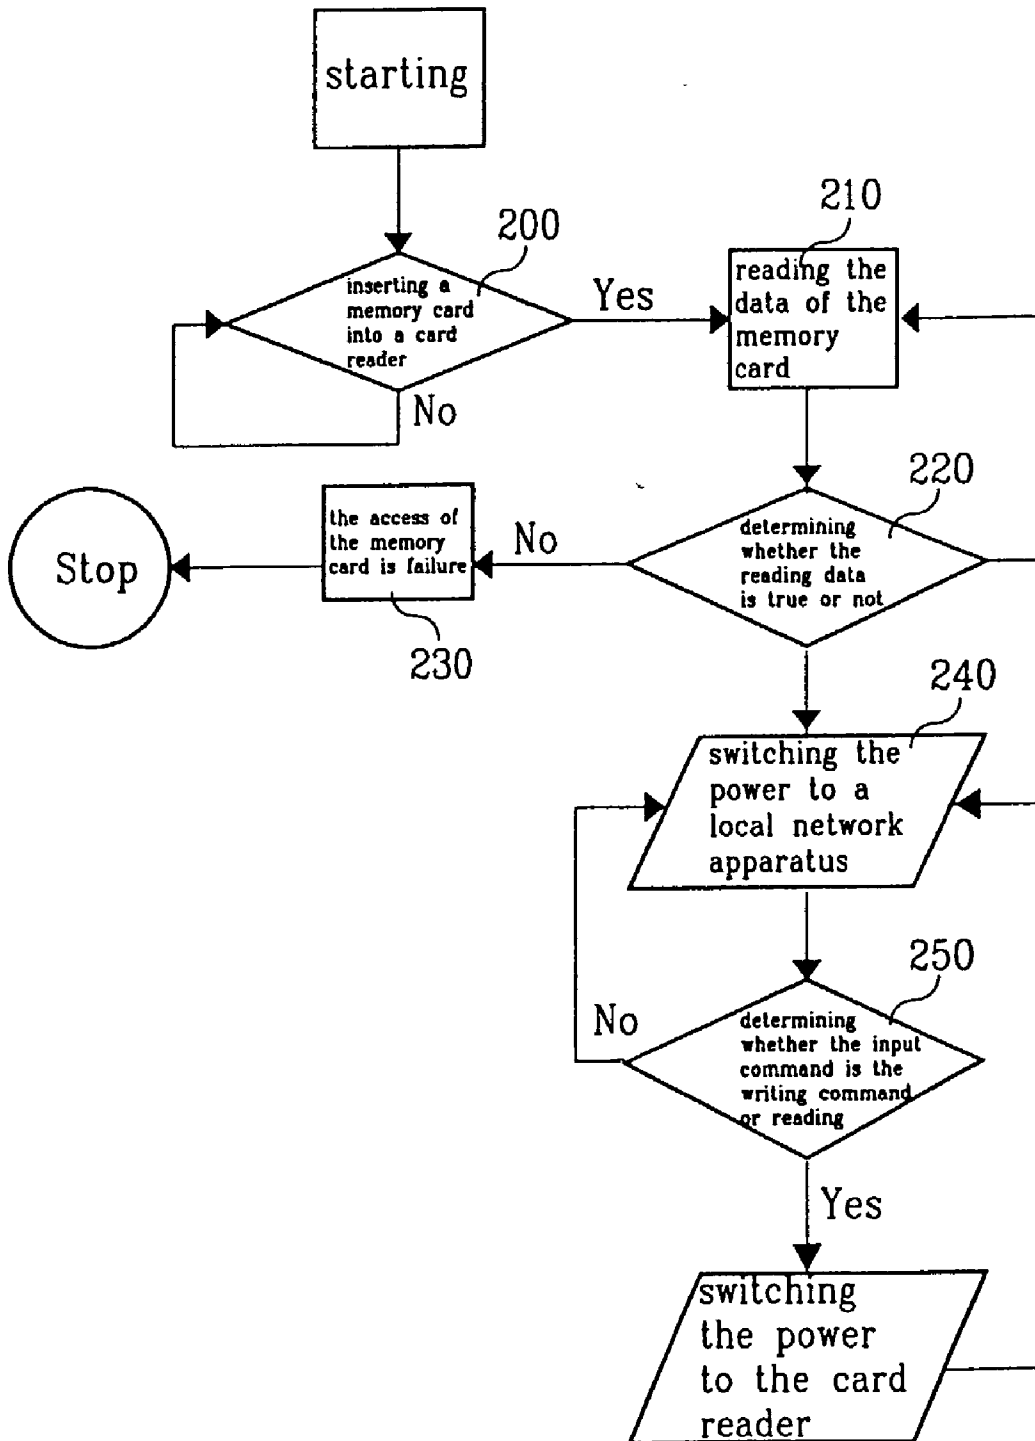 starting
200
inserting a
memory card
into a card
reader
Yes
No
210
reading the
data of the
memory
card
220
determining
whether the
reading data
is true or not
No
the access of
the memory
card is failure
230
Stop
240
switching the
power to a
local network
apparatus
250
determining
whether the input
command is the
writing command
or reading
No
Yes
switching
the power
to the card
reader